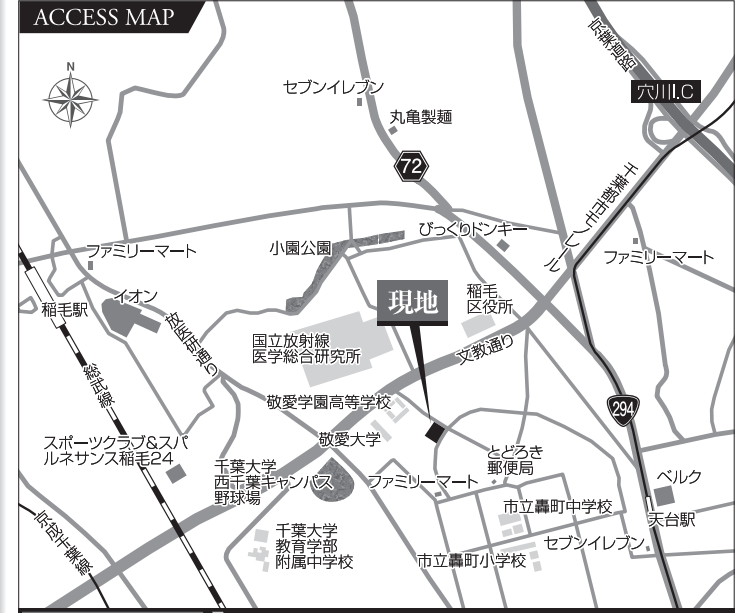 ACCESS MAP
N
京葉道路
穴川I.C
セブンイレブン
丸亀製麺
72
千葉都市モノレール
びっくりドンキー
ファミリーマート
小園公園
ファミリーマート
イオン
稲毛駅
現地
稲毛
区役所
放医研通り
国立放射線
医学総合研究所
文教通り
総武線
敬愛学園高等学校
294
敬愛大学
スポーツクラブ&スパ
ルネサンス稲毛24
千葉大学
西千葉キャンパス
野球場
ファミリーマート
とどろき
郵便局
ベルク
市立轟町中学校
天台駅
京成千葉線
千葉大学
教育学部
附属中学校
市立轟町小学校
セブンイレブン